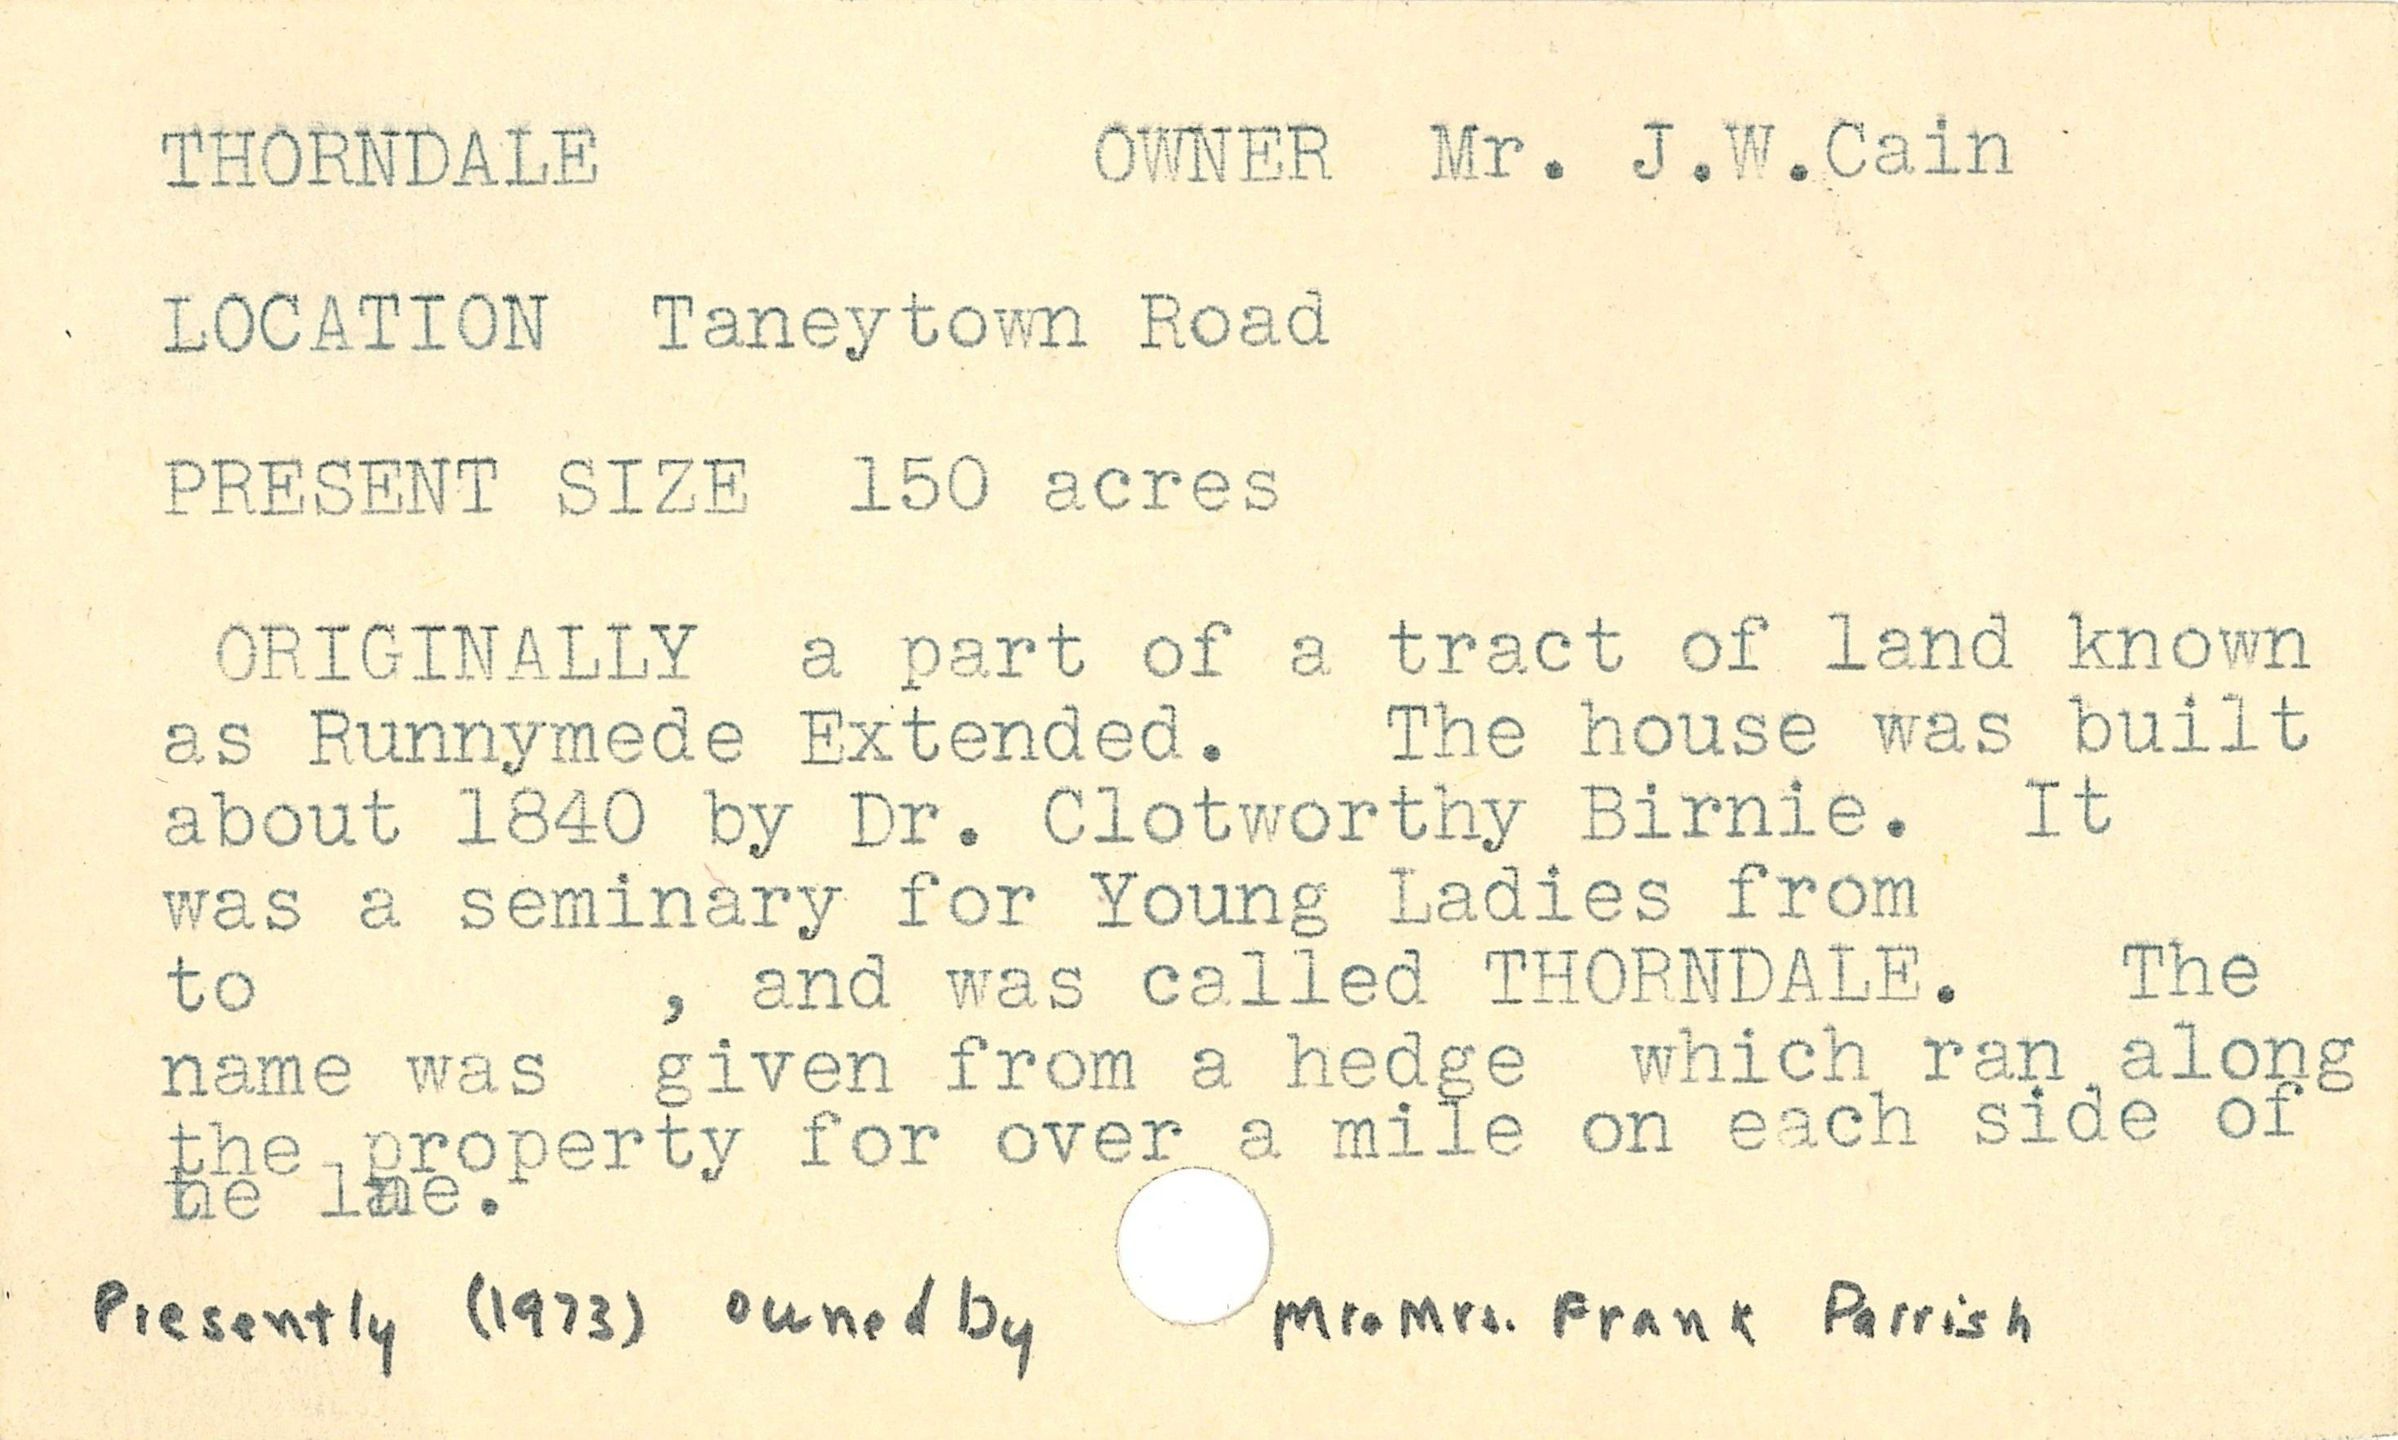 THORNDALE OWNER Mr. J.W.Cain
LOCATION Taneytown Road
PRESENT SIZE 150 acres
ORIGINALLY a part of a tract of land known
as Runnymede Extended. The house was built
about 1840 by Dr. Clotworthy Birnie. It
was a seminary for Young Ladies from
to , and was called THORNDALE. The
name was given from a hedge which ran along
the property for over a mile on each side of
the lane.
Presently (1973) owned by Mr. Mrs. Frank Parrish